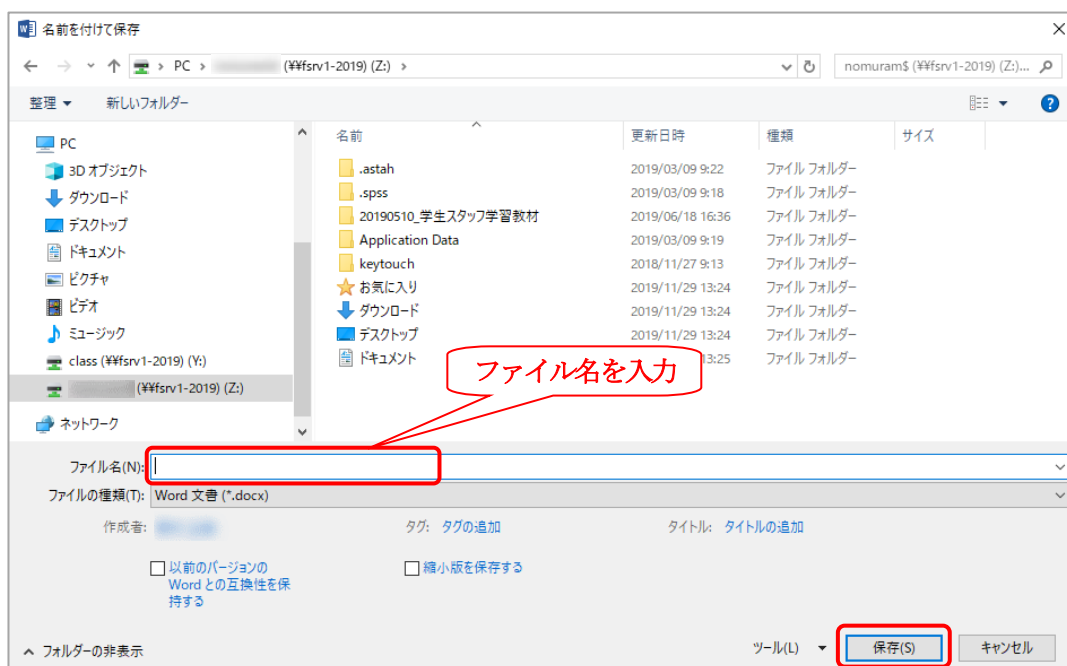 名前を付けて保存
PC > (¥¥fsrv1-2019) (Z:) >
nomuram$ (¥¥fsrv1-2019) (Z:)...
整理 ▼ 新しいフォルダー
名前 更新日時 種類 サイズ
PC
3D オブジェクト
ダウンロード
デスクトップ
ドキュメント
ピクチャ
ビデオ
ミュージック
class (¥¥fsrv1-2019) (Y:)
(¥¥fsrv1-2019) (Z:)
ネットワーク
.astah 2019/03/09 9:22 ファイル フォルダー
.spss 2019/03/09 9:18 ファイル フォルダー
20190510_学生スタッフ学習教材 2019/06/18 16:36 ファイル フォルダー
Application Data 2019/03/09 9:19 ファイル フォルダー
keytouch 2018/11/27 9:13 ファイル フォルダー
お気に入り 2019/11/29 13:24 ファイル フォルダー
ダウンロード 2019/11/29 13:24 ファイル フォルダー
デスクトップ 2019/11/29 13:24 ファイル フォルダー
ドキュメント 13:25 ファイル フォルダー
ファイル名を入力
ファイル名(N):
ファイルの種類(T): Word 文書 (*.docx)
作成者: タグ: タグの追加 タイトル: タイトルの追加
以前のバージョンの
Word との互換性を保
持する
縮小版を保存する
フォルダーの非表示
ツール(L) ▼ 保存(S) キャンセル